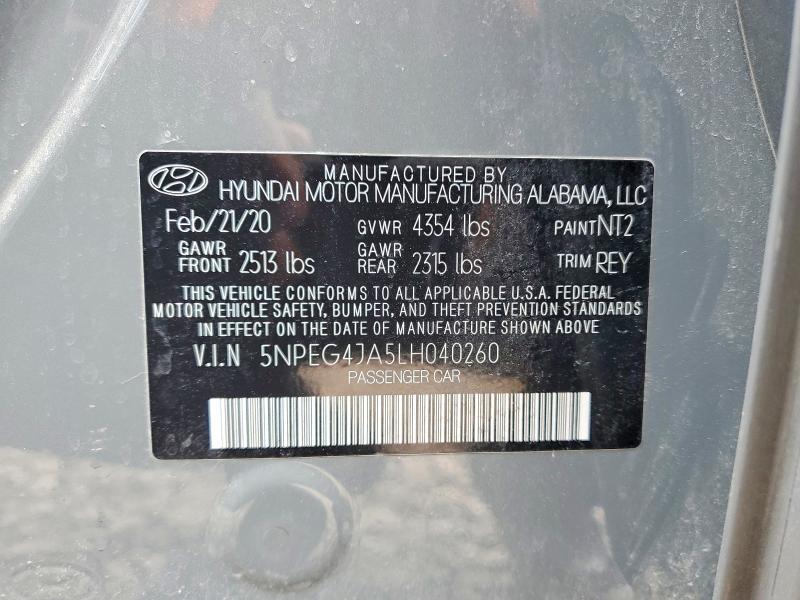 MANUFACTURED BY
HYUNDAI MOTOR MANUFACTURING ALABAMA, LLC
Feb/21/20 GVWR 4354 lbs PAINT NT2
GAWR FRONT 2513 lbs GAWR REAR 2315 lbs TRIM REY
THIS VEHICLE CONFORMS TO ALL APPLICABLE U.S.A. FEDERAL
MOTOR VEHICLE SAFETY, BUMPER, AND THEFT PREVENTION STANDARDS
IN EFFECT ON THE DATE OF MANUFACTURE SHOWN ABOVE.
V.I.N 5NPEG4JA5LH040260
PASSENGER CAR